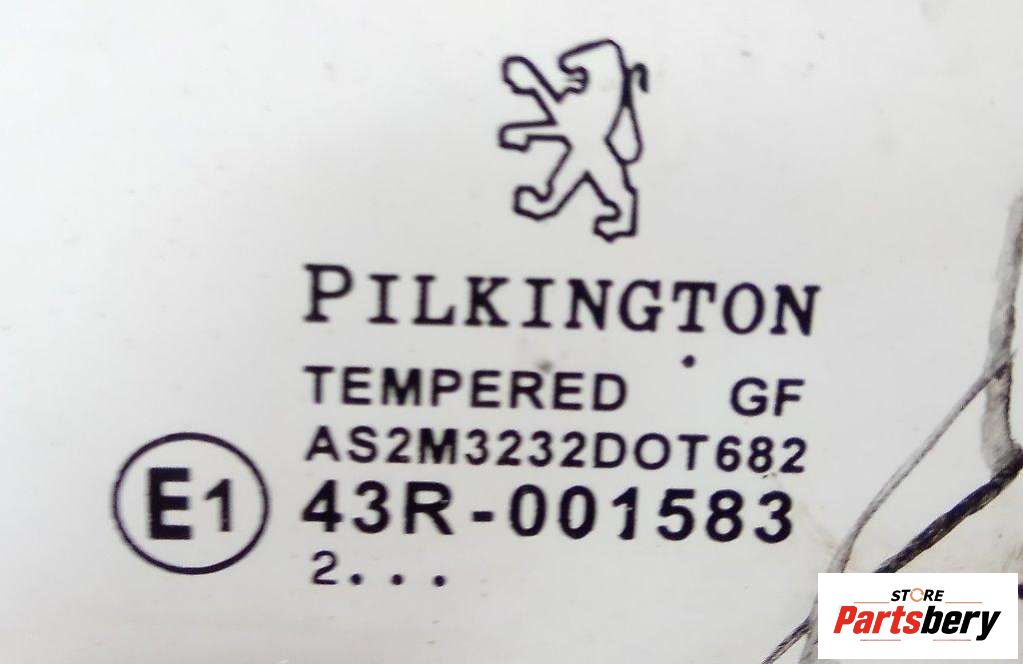 PILKINGTON
TEMPERED GF
AS2M3232DOT682
E1 43R-001583
2...
STORE
Partsbery